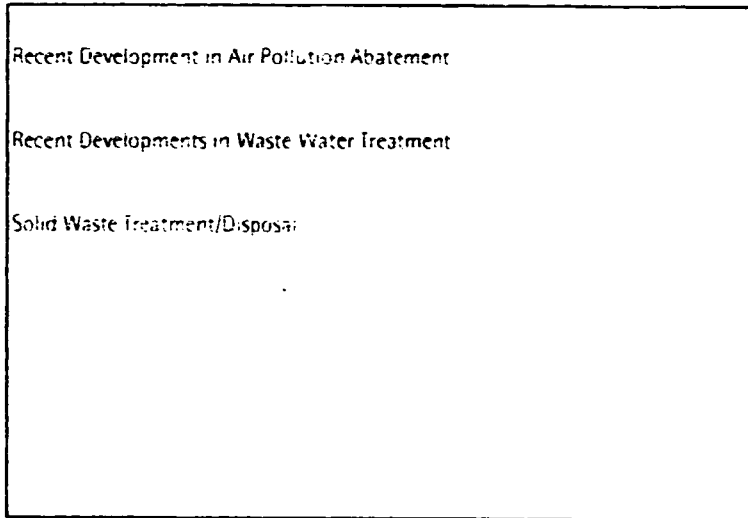 Recent Development in Air Pollution Abatement
Recent Developments in Waste Water Treatment
Solid Waste Treatment/Disposal